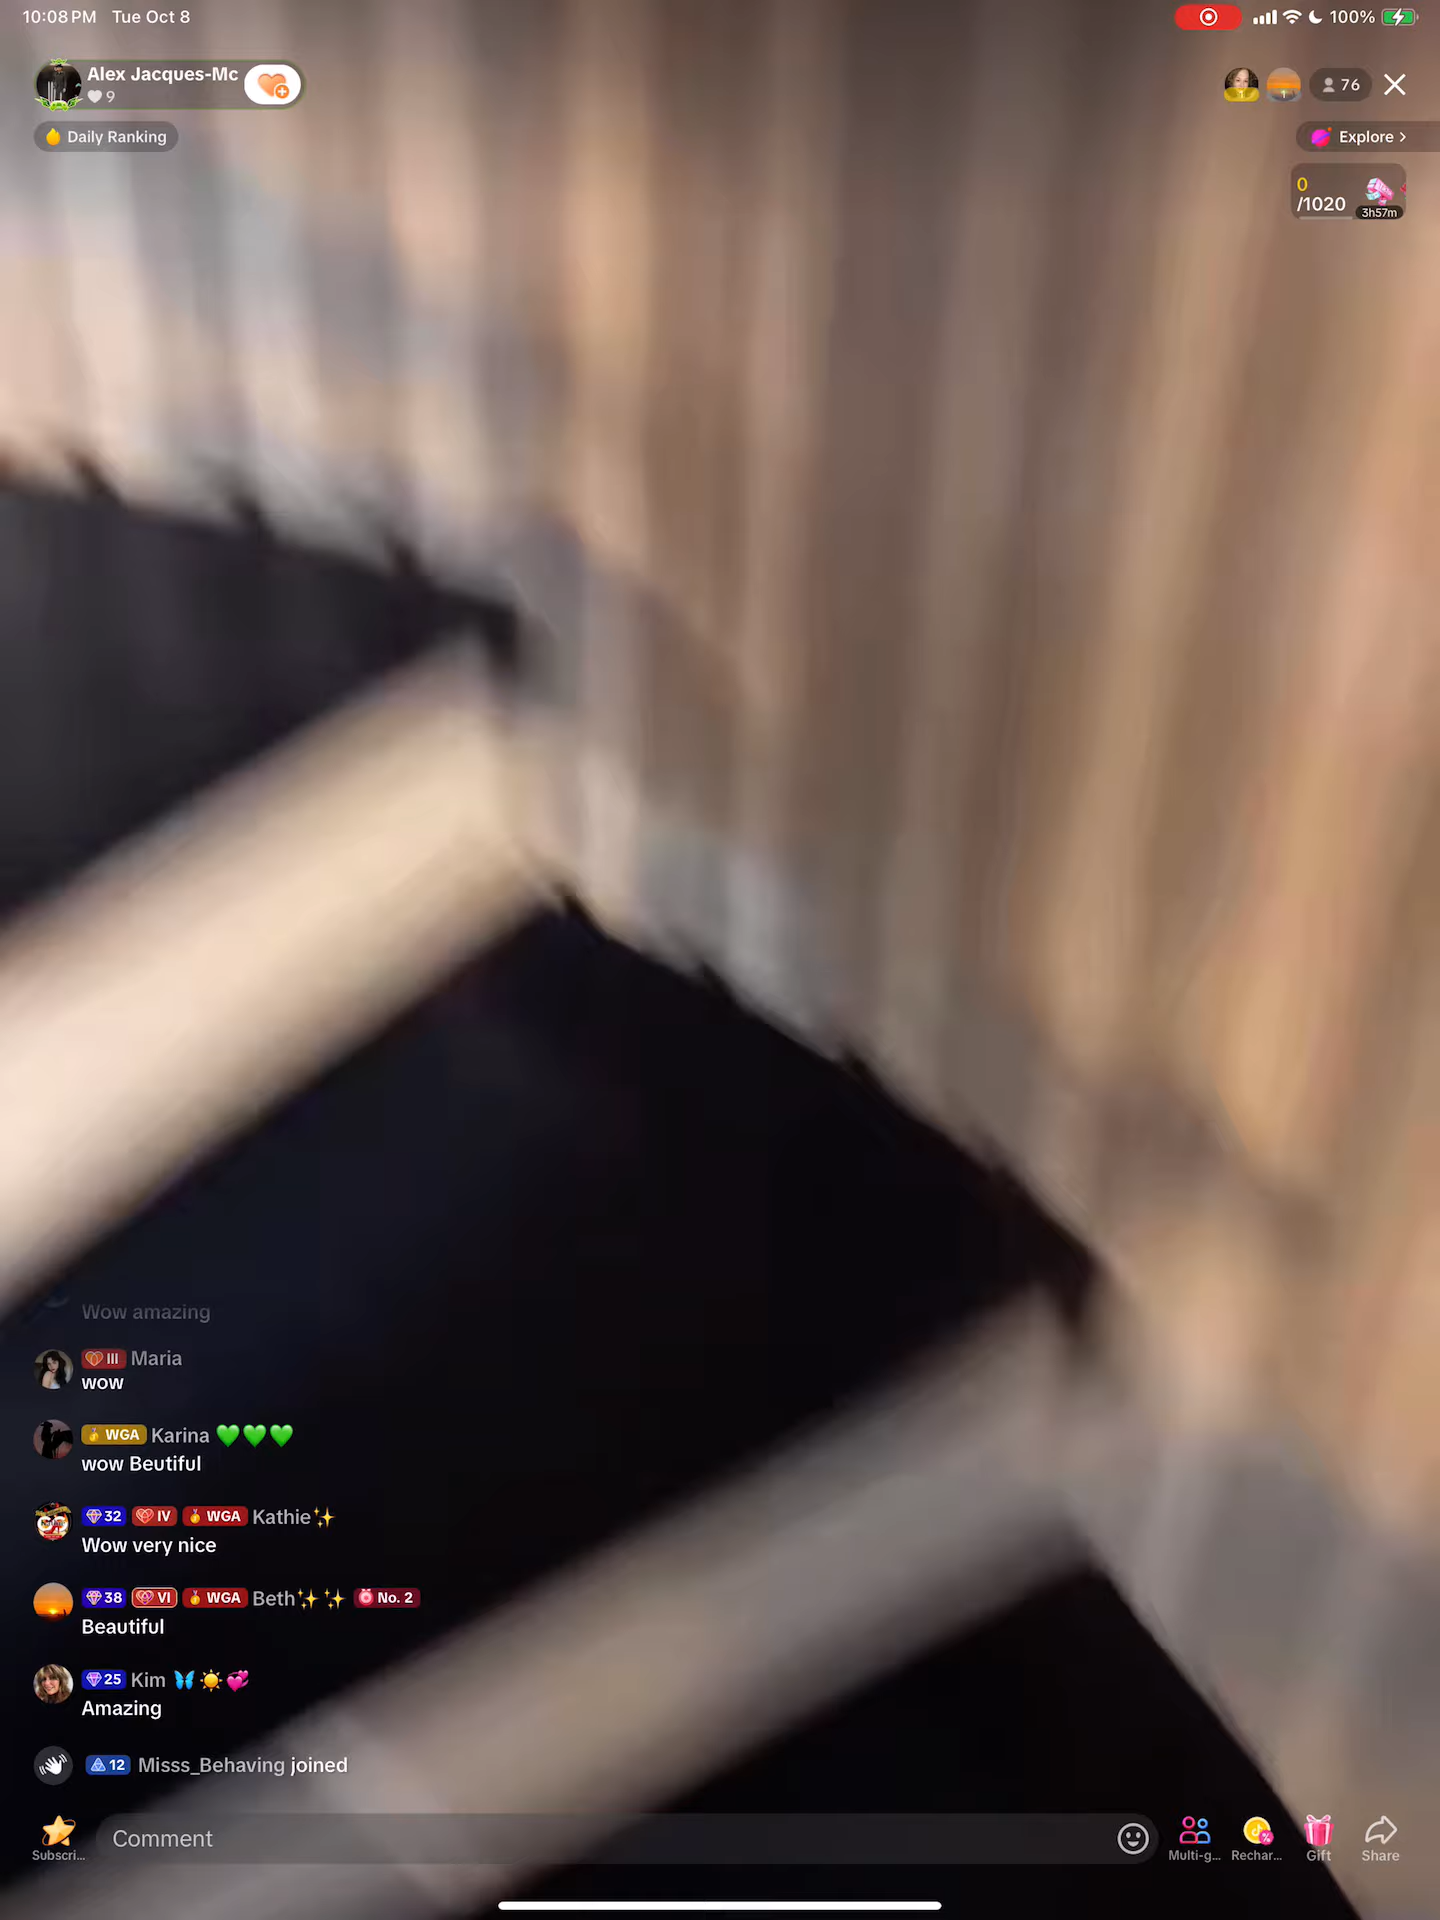 10:08 PM Tue Oct 8
100%
Alex Jacques-Mc
9
76
Daily Ranking
Explore >
0
/1020
3h57m
Wow amazing
III Maria
wow
WGA Karina 💚💚💚
wow Beutiful
32 IV WGA Kathie✨
Wow very nice
38 VI WGA Beth✨✨ No. 2
Beautiful
25 Kim 🦋☀️💞
Amazing
12 Misss_Behaving joined
Comment
Subscri...
Multi-g...
Rechar...
Gift
Share